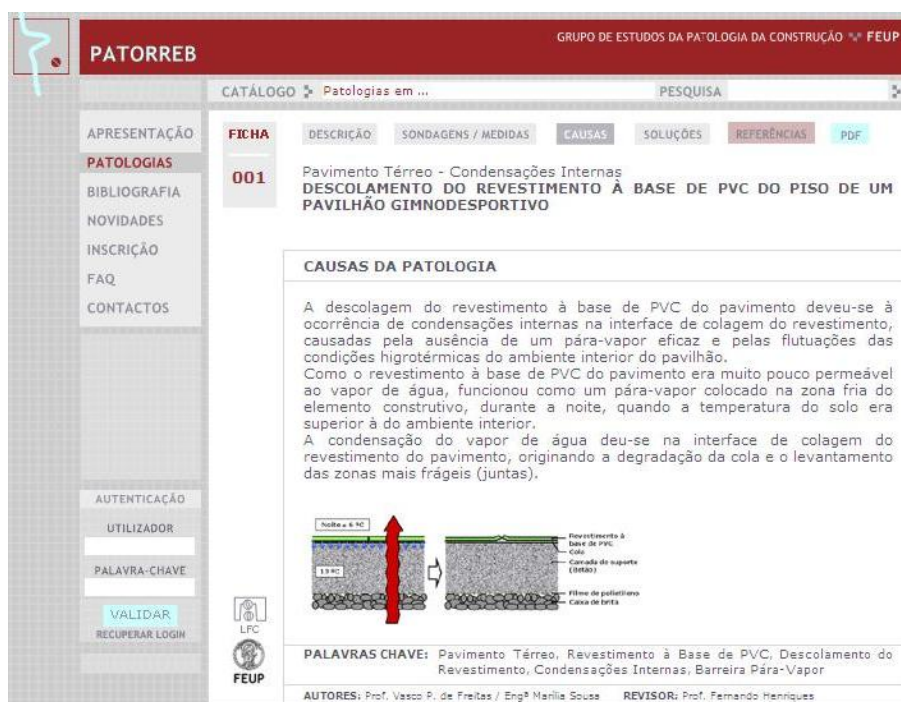 PATORREB
GRUPO DE ESTUDOS DA PATOLOGIA DA CONSTRUÇÃO FEUP
CATÁLOGO Patologias em ... PESQUISA
APRESENTAÇÃO
PATOLOGIAS
BIBLIOGRAFIA
NOVIDADES
INSCRIÇÃO
FAQ
CONTACTOS
AUTENTICAÇÃO
UTILIZADOR
PALAVRA-CHAVE
VALIDAR
RECUPERAR LOGIN
FICHA
001
LFC
FEUP
DESCRIÇÃO SONDAGENS / MEDIDAS CAUSAS SOLUÇÕES REFERÊNCIAS PDF
Pavimento Térreo - Condensações Internas
DESCOLAMENTO DO REVESTIMENTO À BASE DE PVC DO PISO DE UM
PAVILHÃO GIMNODESPORTIVO
CAUSAS DA PATOLOGIA
A descolagem do revestimento à base de PVC do pavimento deveu-se à
ocorrência de condensações internas na interface de colagem do revestimento,
causadas pela ausência de um pára-vapor eficaz e pelas flutuações das
condições higrotérmicas do ambiente interior do pavilhão.
Como o revestimento à base de PVC do pavimento era muito pouco permeável
ao vapor de água, funcionou como um pára-vapor colocado na zona fria do
elemento construtivo, durante a noite, quando a temperatura do solo era
superior à do ambiente interior.
A condensação do vapor de água deu-se na interface de colagem do
revestimento do pavimento, originando a degradação da cola e o levantamento
das zonas mais frágeis (juntas).
Noite = 6 ºC
13 ºC
Revestimento à
base de PVC
Cola
Camada de suporte
(Betão)
Filme de polietileno
Caixa de brita
PALAVRAS CHAVE: Pavimento Térreo, Revestimento à Base de PVC, Descolamento do
Revestimento, Condensações Internas, Barreira Pára-Vapor
AUTORES: Prof. Vasco P. de Freitas / Engª Marília Sousa REVISOR: Prof. Fernando Henriques